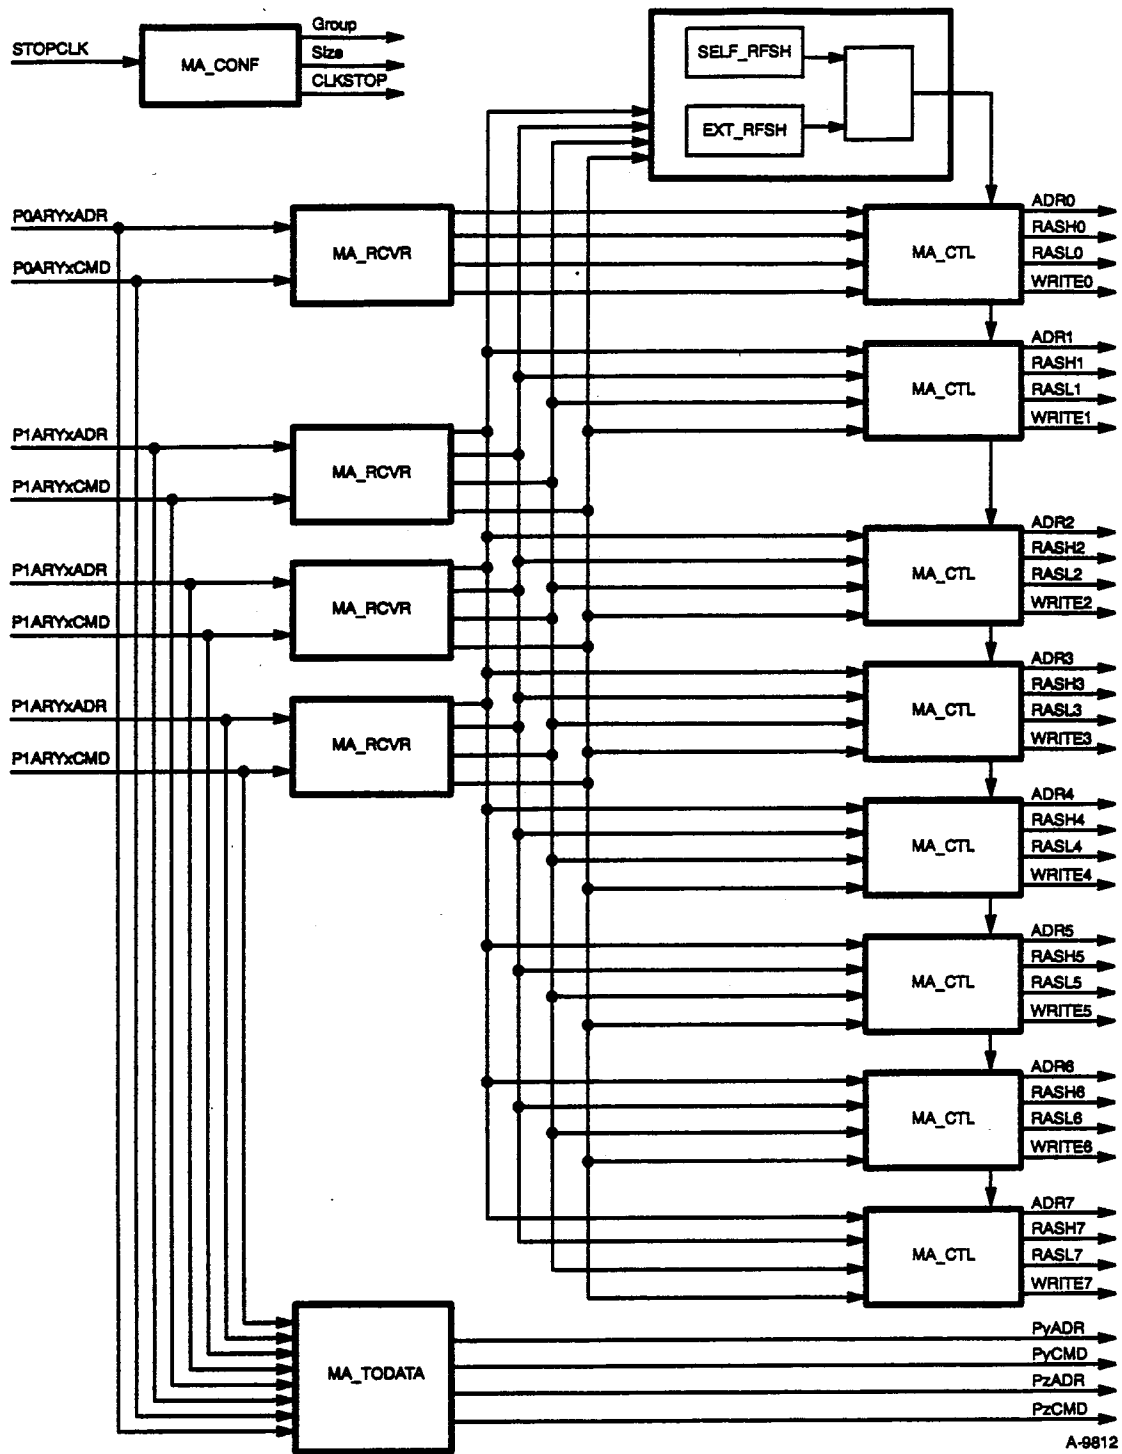 STOPCLK
MA_CONF
Group
Size
CLKSTOP
SELF_RFSH
EXT_RFSH
P0ARYxADR
P0ARYxCMD
MA_RCVR
MA_CTL
ADR0
RASH0
RASL0
WRITE0
MA_CTL
ADR1
RASH1
RASL1
WRITE1
P1ARYxADR
P1ARYxCMD
MA_RCVR
MA_CTL
ADR2
RASH2
RASL2
WRITE2
P1ARYxADR
P1ARYxCMD
MA_RCVR
MA_CTL
ADR3
RASH3
RASL3
WRITE3
P1ARYxADR
P1ARYxCMD
MA_RCVR
MA_CTL
ADR4
RASH4
RASL4
WRITE4
MA_CTL
ADR5
RASH5
RASL5
WRITE5
MA_CTL
ADR6
RASH6
RASL6
WRITE6
MA_CTL
ADR7
RASH7
RASL7
WRITE7
MA_TODATA
PyADR
PyCMD
PzADR
PzCMD
A-9812